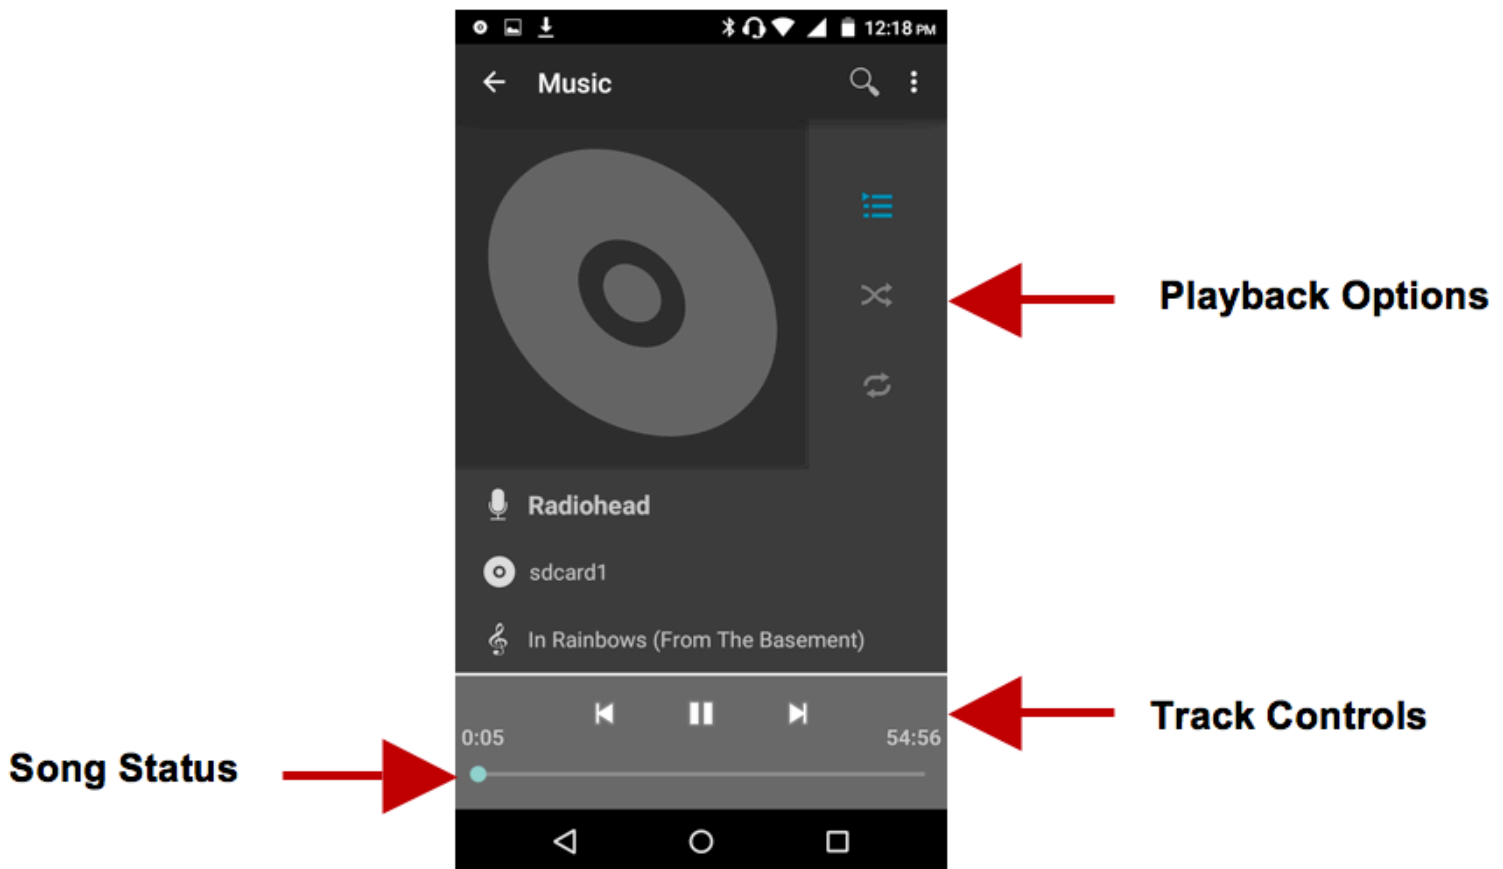 12:18 PM
Music
Playback Options
Radiohead
sdcard1
In Rainbows (From The Basement)
Track Controls
0:05
54:56
Song Status